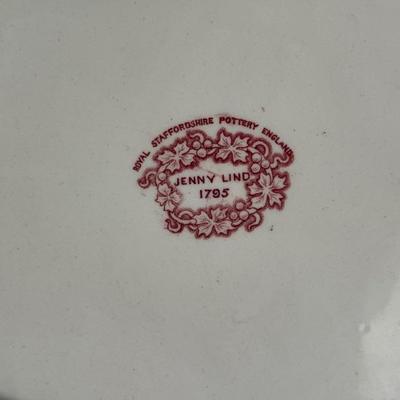 ROYAL STAFFORDSHIRE POTTERY ENGLAND
JENNY LIND
1795